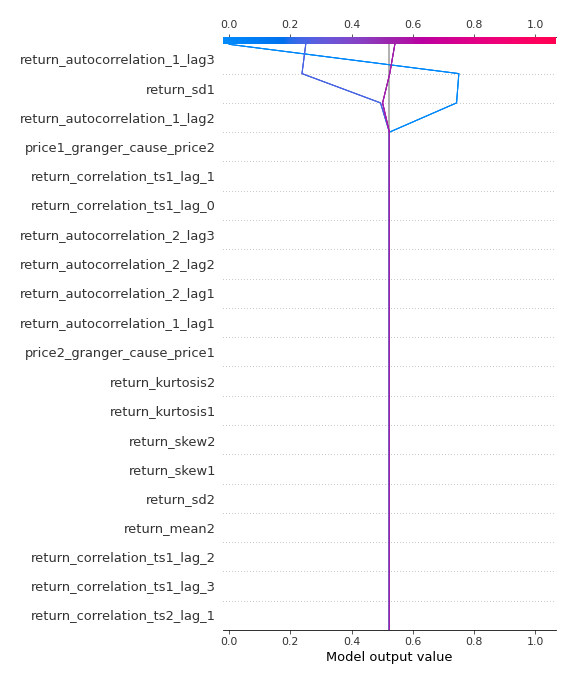 0.0 0.2 0.4 0.6 0.8 1.0
return_autocorrelation_1_lag3
return_sd1
return_autocorrelation_1_lag2
price1_granger_cause_price2
return_correlation_ts1_lag_1
return_correlation_ts1_lag_0
return_autocorrelation_2_lag3
return_autocorrelation_2_lag2
return_autocorrelation_2_lag1
return_autocorrelation_1_lag1
price2_granger_cause_price1
return_kurtosis2
return_kurtosis1
return_skew2
return_skew1
return_sd2
return_mean2
return_correlation_ts1_lag_2
return_correlation_ts1_lag_3
return_correlation_ts2_lag_1
0.0 0.2 0.4 0.6 0.8 1.0
Model output value